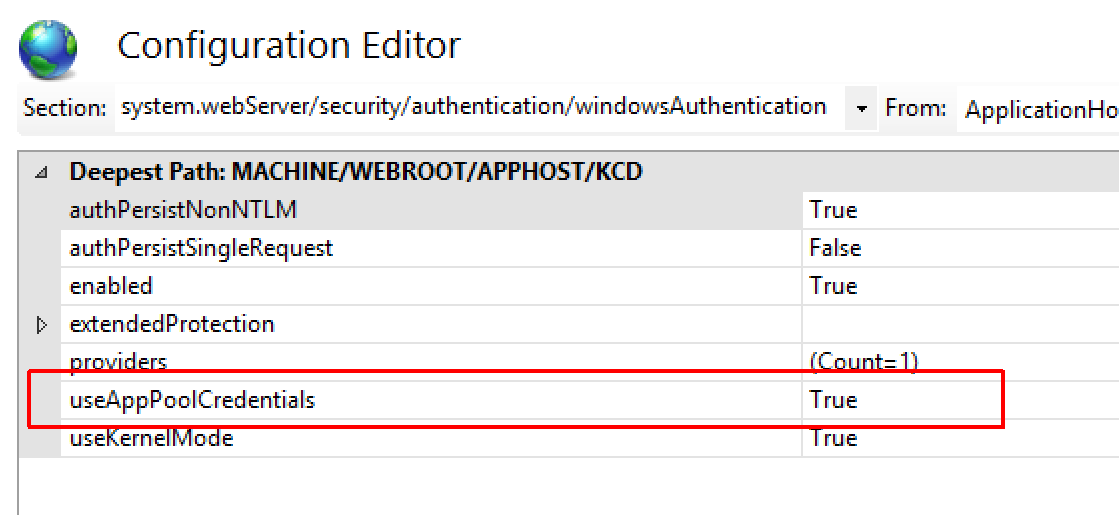 Configuration Editor
Section: system.webServer/security/authentication/windowsAuthentication From: ApplicationHo
Deepest Path: MACHINE/WEBROOT/APPHOST/KCD
authPersistNonNTLM True
authPersistSingleRequest False
enabled True
extendedProtection
providers (Count=1)
useAppPoolCredentials True
useKernelMode True